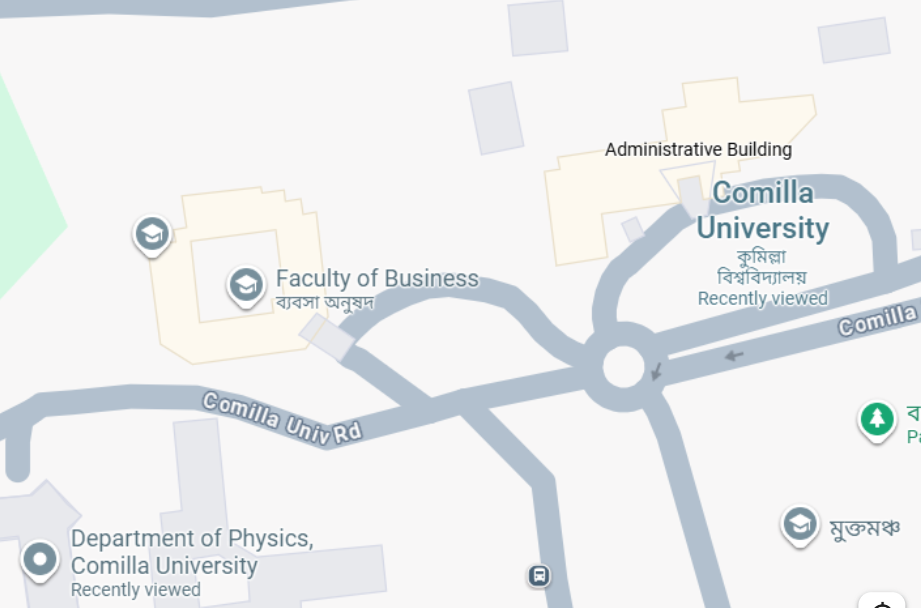 Administrative Building
Comilla
University
কুমিল্লা
বিশ্ববিদ্যালয়
Recently viewed
Faculty of Business
ব্যবসা অনুষদ
Comilla
Comilla Univ Rd
মুক্তমঞ্চ
Department of Physics,
Comilla University
Recently viewed